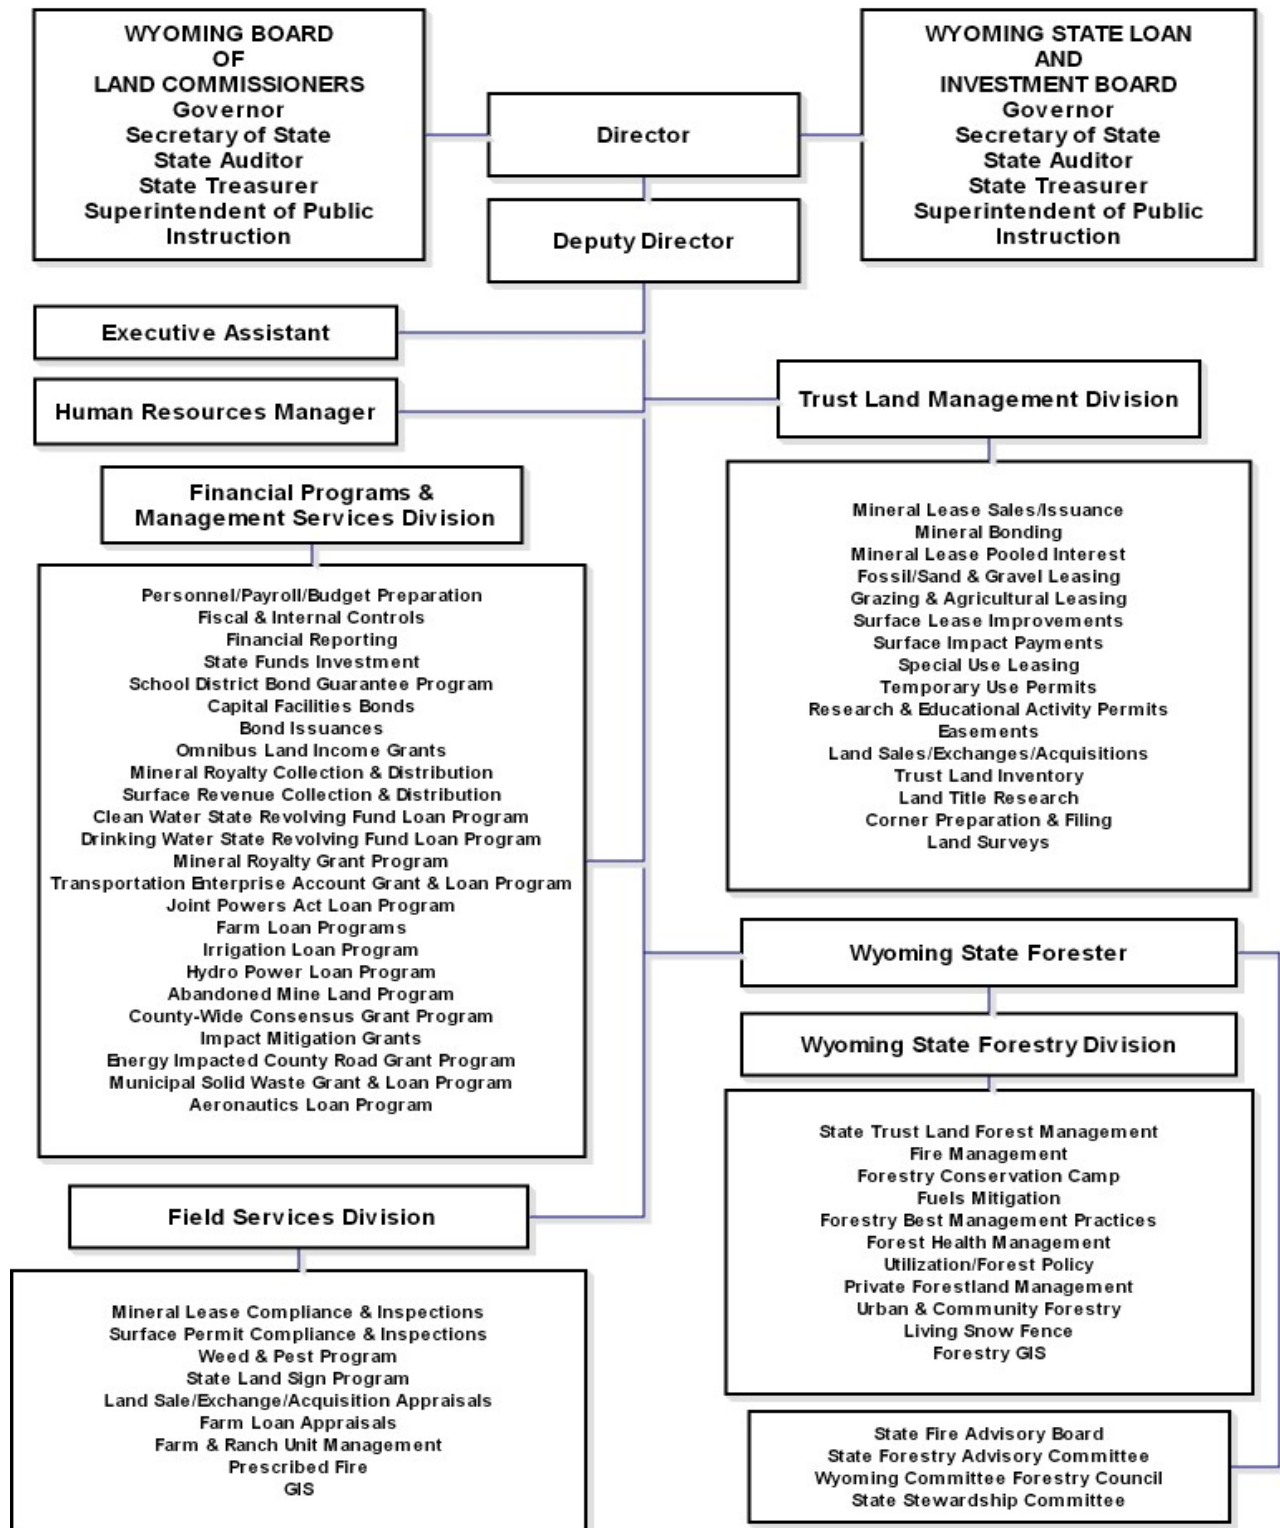 WYOMING BOARD
OF
LAND COMMISSIONERS
Governor
Secretary of State
State Auditor
State Treasurer
Superintendent of Public
Instruction
Director
Deputy Director
WYOMING STATE LOAN
AND
INVESTMENT BOARD
Governor
Secretary of State
State Auditor
State Treasurer
Superintendent of Public
Instruction
Executive Assistant
Human Resources Manager
Trust Land Management Division
Mineral Lease Sales/Issuance
Mineral Bonding
Mineral Lease Pooled Interest
Fossil/Sand & Gravel Leasing
Grazing & Agricultural Leasing
Surface Lease Improvements
Surface Impact Payments
Special Use Leasing
Temporary Use Permits
Research & Educational Activity Permits
Easements
Land Sales/Exchanges/Acquisitions
Trust Land Inventory
Land Title Research
Corner Preparation & Filing
Land Surveys
Financial Programs &
Management Services Division
Personnel/Payroll/Budget Preparation
Fiscal & Internal Controls
Financial Reporting
State Funds Investment
School District Bond Guarantee Program
Capital Facilities Bonds
Bond Issuances
Omnibus Land Income Grants
Mineral Royalty Collection & Distribution
Surface Revenue Collection & Distribution
Clean Water State Revolving Fund Loan Program
Drinking Water State Revolving Fund Loan Program
Mineral Royalty Grant Program
Transportation Enterprise Account Grant & Loan Program
Joint Powers Act Loan Program
Farm Loan Programs
Irrigation Loan Program
Hydro Power Loan Program
Abandoned Mine Land Program
County-Wide Consensus Grant Program
Impact Mitigation Grants
Energy Impacted County Road Grant Program
Municipal Solid Waste Grant & Loan Program
Aeronautics Loan Program
Wyoming State Forester
Wyoming State Forestry Division
State Trust Land Forest Management
Fire Management
Forestry Conservation Camp
Fuels Mitigation
Forestry Best Management Practices
Forest Health Management
Utilization/Forest Policy
Private Forestland Management
Urban & Community Forestry
Living Snow Fence
Forestry GIS
Field Services Division
Mineral Lease Compliance & Inspections
Surface Permit Compliance & Inspections
Weed & Pest Program
State Land Sign Program
Land Sale/Exchange/Acquisition Appraisals
Farm Loan Appraisals
Farm & Ranch Unit Management
Prescribed Fire
GIS
State Fire Advisory Board
State Forestry Advisory Committee
Wyoming Committee Forestry Council
State Stewardship Committee